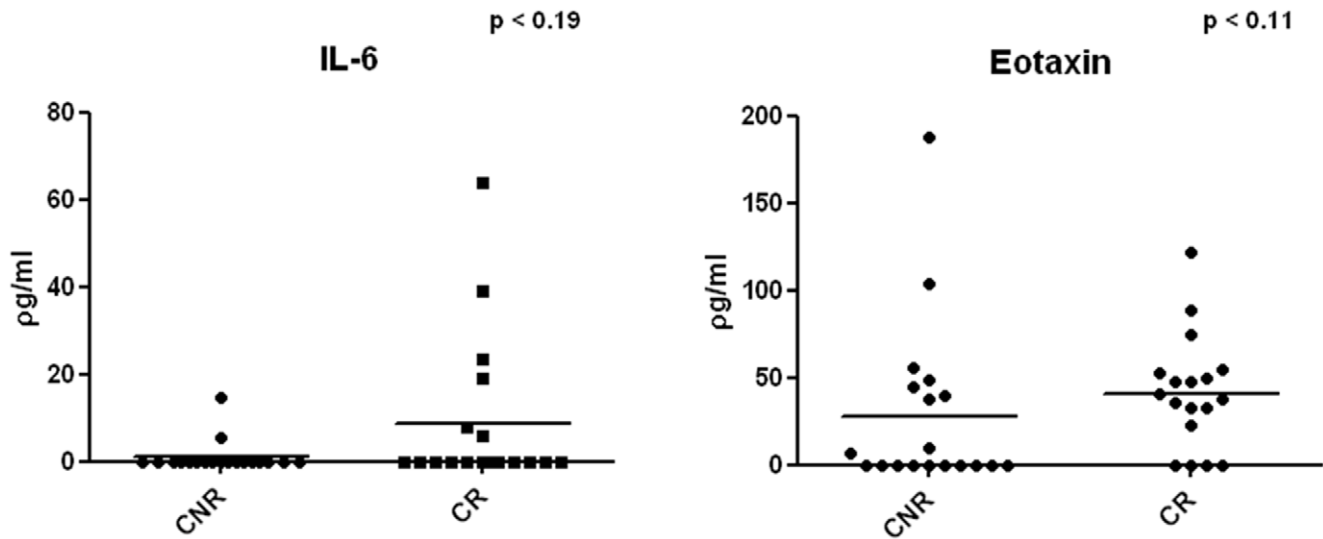 p < 0.19
IL-6
80
60
40
20
0
ρg/ml
CNR
CR
p < 0.11
Eotaxin
200
150
100
50
0
ρg/ml
CNR
CR